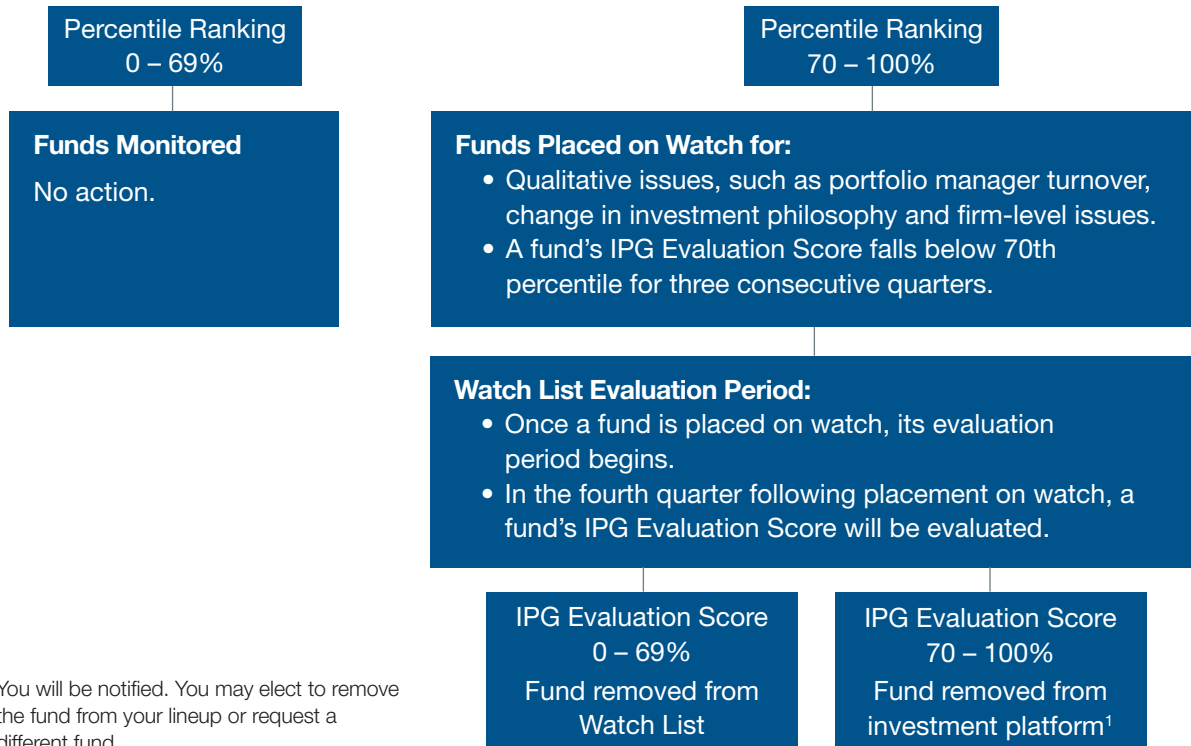 Percentile Ranking
0 – 69%
Funds Monitored
No action.
Percentile Ranking
70 – 100%
Funds Placed on Watch for:
• Qualitative issues, such as portfolio manager turnover,
change in investment philosophy and firm-level issues.
• A fund's IPG Evaluation Score falls below 70th
percentile for three consecutive quarters.
Watch List Evaluation Period:
• Once a fund is placed on watch, its evaluation
period begins.
• In the fourth quarter following placement on watch, a
fund's IPG Evaluation Score will be evaluated.
IPG Evaluation Score
0 – 69%
Fund removed from
Watch List
IPG Evaluation Score
70 – 100%
Fund removed from
investment platform1
You will be notified. You may elect to remove
the fund from your lineup or request a
different fund